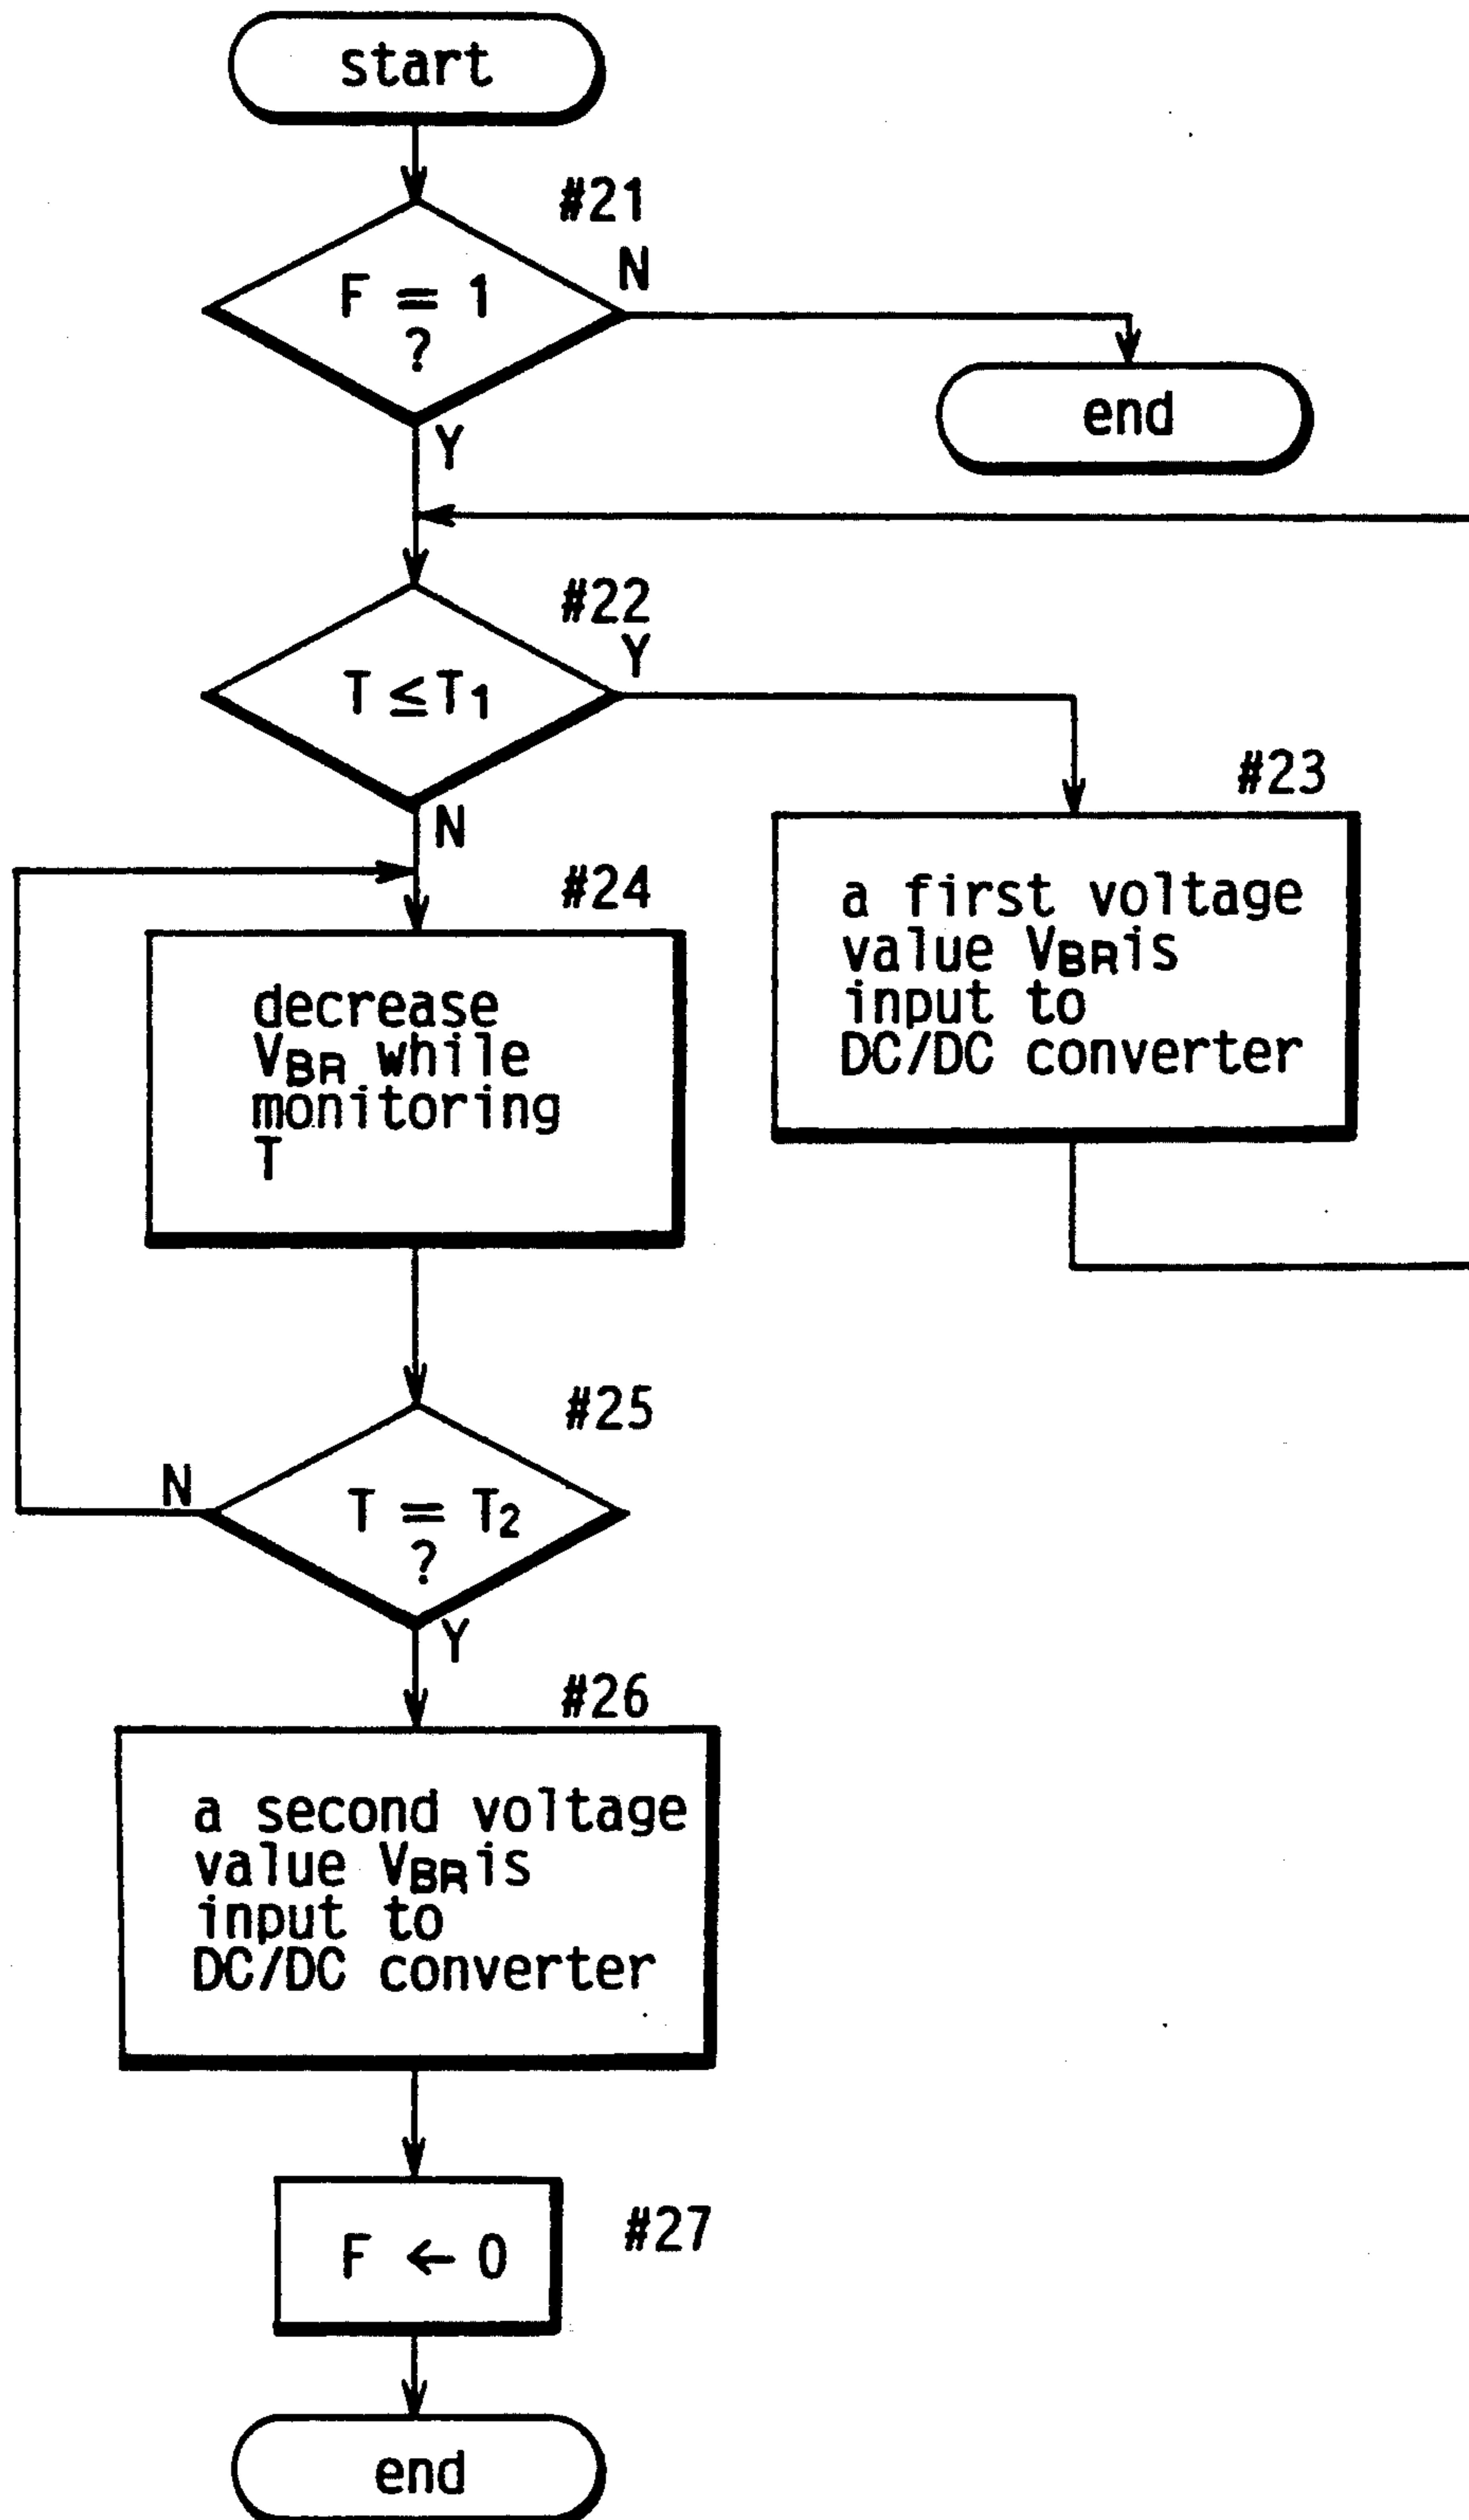 start
#21
N
F = 1
?
end
Y
#22
Y
T ≤ T1
#23
N
#24
a first voltage
value VBR is
input to
DC/DC converter
decrease
VBR while
monitoring
T
#25
N
T = T2
?
Y
#26
a second voltage
value VBR is
input to
DC/DC converter
F ← 0
#27
end